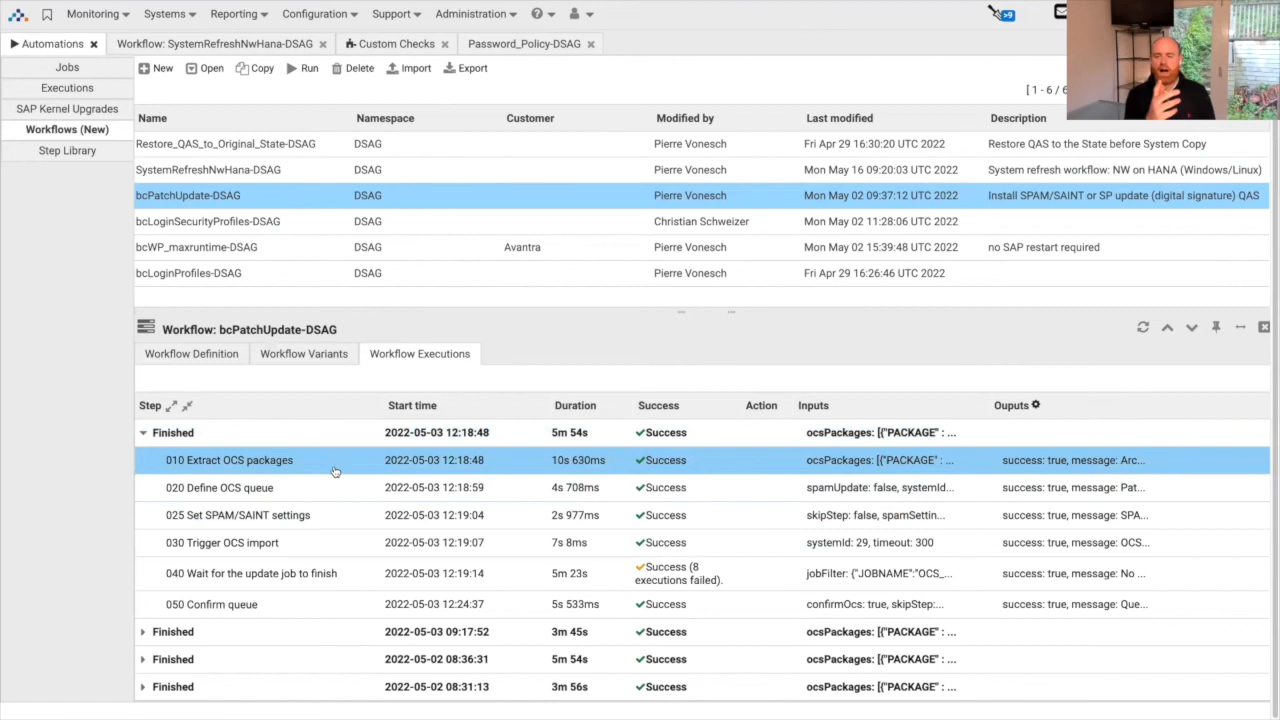 Monitoring Systems Reporting Configuration Support Administration >9
Automations Workflow: SystemRefreshNwHana-DSAG Custom Checks Password_Policy-DSAG
Jobs
Executions
SAP Kernel Upgrades
Workflows (New)
Step Library
New Open Copy Run Delete Import Export
[ 1 - 6 / 6
Name Namespace Customer Modified by Last modified Description
Restore_QAS_to_Original_State-DSAG DSAG Pierre Vonesch Fri Apr 29 16:30:20 UTC 2022 Restore QAS to the State before System Copy
SystemRefreshNwHana-DSAG DSAG Pierre Vonesch Mon May 16 09:20:03 UTC 2022 System refresh workflow: NW on HANA (Windows/Linux)
bcPatchUpdate-DSAG DSAG Pierre Vonesch Mon May 02 09:37:12 UTC 2022 Install SPAM/SAINT or SP update (digital signature) QAS
bcLoginSecurityProfiles-DSAG DSAG Christian Schweizer Mon May 02 11:28:06 UTC 2022
bcWP_maxruntime-DSAG DSAG Avantra Pierre Vonesch Mon May 02 15:39:48 UTC 2022 no SAP restart required
bcLoginProfiles-DSAG DSAG Pierre Vonesch Fri Apr 29 16:26:46 UTC 2022
Workflow: bcPatchUpdate-DSAG
Workflow Definition Workflow Variants Workflow Executions
Step Start time Duration Success Action Inputs Ouputs
Finished 2022-05-03 12:18:48 5m 54s Success ocsPackages: [{"PACKAGE" : ...
010 Extract OCS packages 2022-05-03 12:18:48 10s 630ms Success ocsPackages: [{"PACKAGE" : ... success: true, message: Arc...
020 Define OCS queue 2022-05-03 12:18:59 4s 708ms Success spamUpdate: false, systemId... success: true, message: Pat...
025 Set SPAM/SAINT settings 2022-05-03 12:19:04 2s 977ms Success skipStep: false, spamSettin... success: true, message: SPA...
030 Trigger OCS import 2022-05-03 12:19:07 7s 8ms Success systemId: 29, timeout: 300 success: true, message: OCS...
040 Wait for the update job to finish 2022-05-03 12:19:14 5m 23s Success (8 executions failed). jobFilter: {"JOBNAME":"OCS_... success: true, message: No ...
050 Confirm queue 2022-05-03 12:24:37 5s 533ms Success confirmOcs: true, skipStep:... success: true, message: Que...
Finished 2022-05-03 09:17:52 3m 45s Success ocsPackages: [{"PACKAGE" : ...
Finished 2022-05-02 08:36:31 5m 54s Success ocsPackages: [{"PACKAGE" : ...
Finished 2022-05-02 08:31:13 3m 56s Success ocsPackages: [{"PACKAGE" : ...